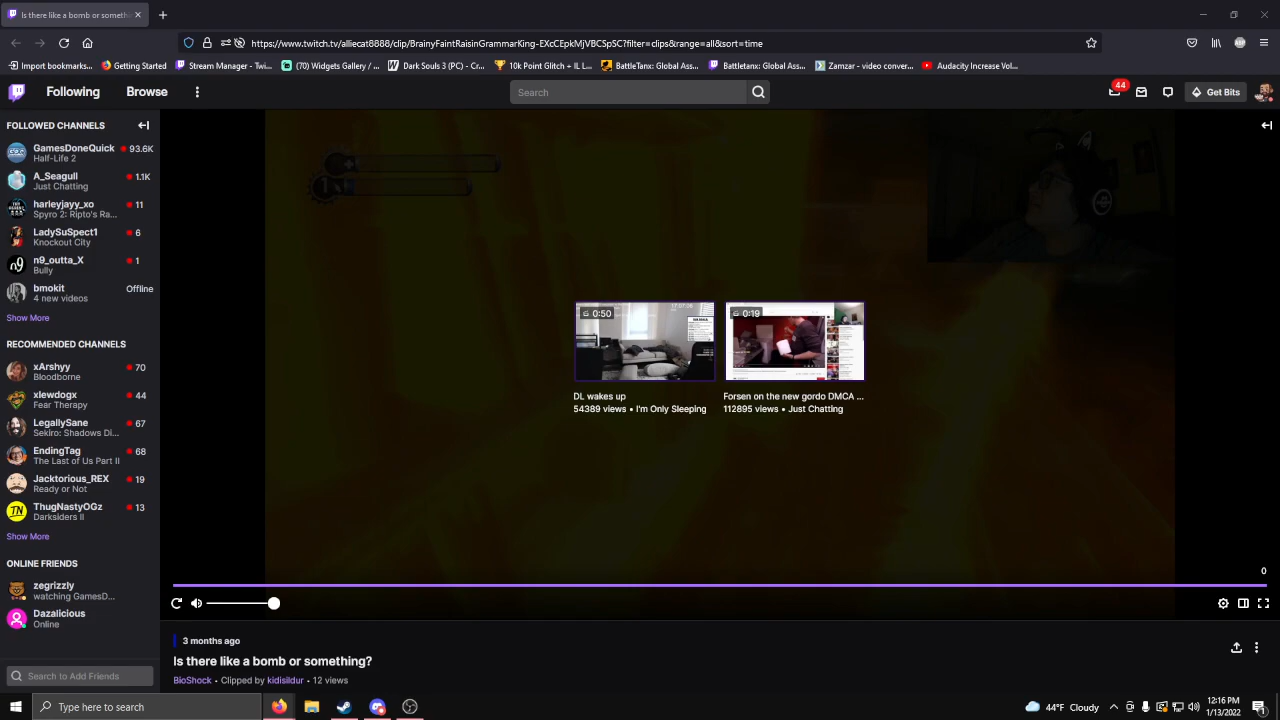 Is there like a bomb or someth
https://www.twitch.tv/alliecat8888/clip/BrainyFaintRaisinGrammarKing-EXcCEpkMjVBCSpSC?filter=clips&range=all&sort=time
Import bookmarks... Getting Started Stream Manager - Twi... (70) Widgets Gallery / ... Dark Souls 3 (PC) - Cr... 10k Point Glitch + IL L... BattleTanx: Global Ass... Battletanx: Global Ass... Zamzar - video conver... Audacity Increase Vol...
Following Browse Search 44 Get Bits
FOLLOWED CHANNELS
GamesDoneQuick 93.6K
Half-Life 2
A_Seagull 1.1K
Just Chatting
harleyjayy_xo 11
Spyro 2: Ripto's Ra...
LadySuSpect1 6
Knockout City
n9_outta_X 1
Bully
bmokit Offline
4 new videos
how More
RECOMMENDED CHANNELS
xArshyy 70
Bloodborne
xlewdogx 44
Fear Therapy
LegallySane 67
Sekiro: Shadows Di...
EndingTag 68
The Last of Us Part II
Jacktorious_REX 19
Ready or Not
ThugNastyOGz 13
Darksiders II
Show More
ONLINE FRIENDS
zegrizzly
watching GamesD...
Dazalicious
Online
Search to Add Friends
0:50 0:19
DL wakes up
54389 views • I'm Only Sleeping
Forsen on the new gordo DMCA ...
112895 views • Just Chatting
0
3 months ago
Is there like a bomb or something?
BioShock • Clipped by kidisildur • 12 views
Type here to search
44°F Cloudy
12:16 PM
1/13/2022